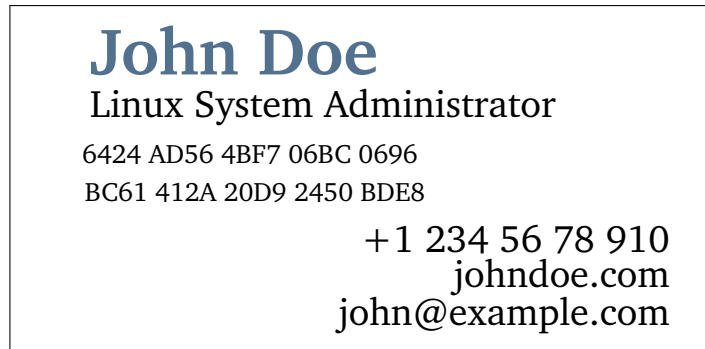 John Doe
Linux System Administrator
6424 AD56 4BF7 06BC 0696
BC61 412A 20D9 2450 BDE8
+1 234 56 78 910
johndoe.com
john@example.com